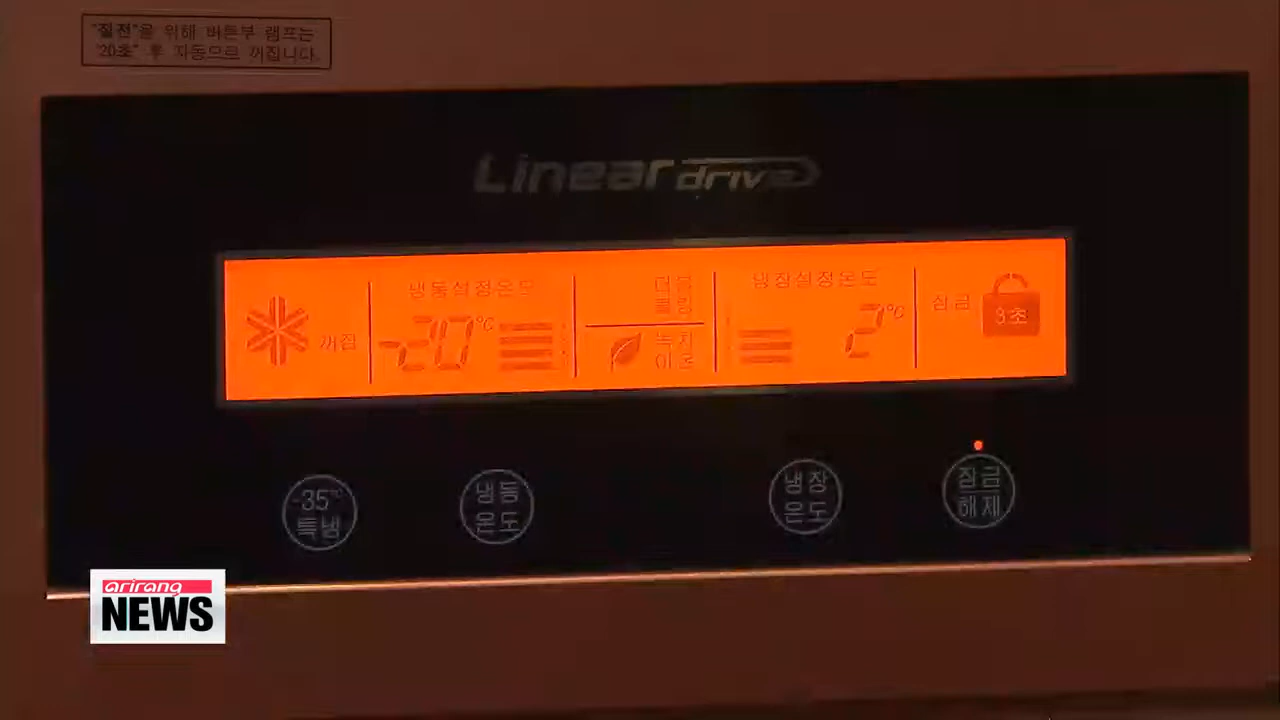 "절전"을 위해 버튼부 램프는
"20초" 후 자동으로 꺼집니다.
Linear drive
꺼짐
냉동설정온도
-20℃
더블
쿨링
녹차
이온
냉장설정온도
2℃
잠금
3초
-35℃
특냉
냉동
온도
냉장
온도
잠금
해제
arirang
NEWS